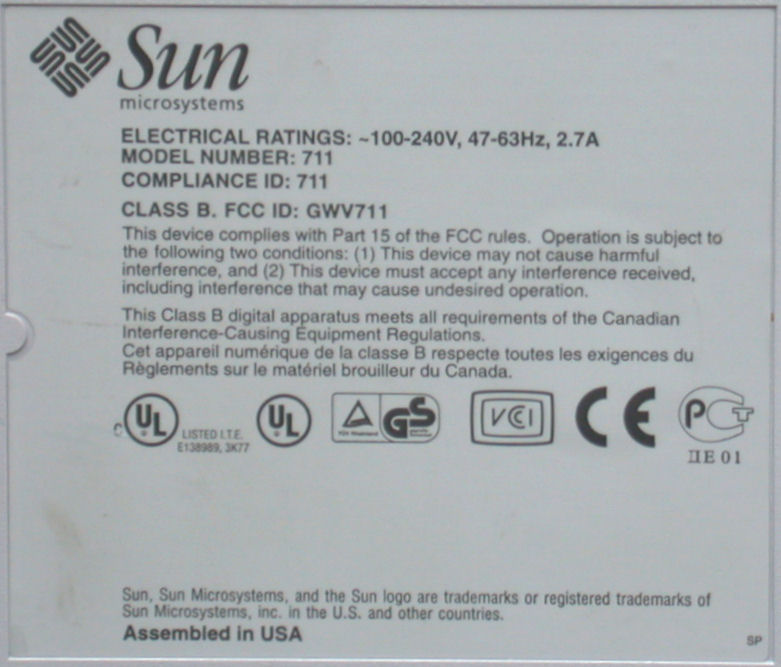 Sun
microsystems
ELECTRICAL RATINGS: ~100-240V, 47-63Hz, 2.7A
MODEL NUMBER: 711
COMPLIANCE ID: 711
CLASS B. FCC ID: GWV711
This device complies with Part 15 of the FCC rules. Operation is subject to
the following two conditions: (1) This device may not cause harmful
interference, and (2) This device must accept any interference received,
including interference that may cause undesired operation.
This Class B digital apparatus meets all requirements of the Canadian
Interference-Causing Equipment Regulations.
Cet appareil numérique de la classe B respecte toutes les exigences du
Règlements sur le matériel brouilleur du Canada.
C UL LISTED I.T.E. UL GS VCI CE PCT
E138989, 3K77
ПE 01
Sun, Sun Microsystems, and the Sun logo are trademarks or registered trademarks of
Sun Microsystems, inc. in the U.S. and other countries.
Assembled in USA
SP